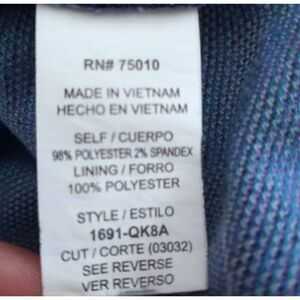 RN# 75010
MADE IN VIETNAM
HECHO EN VIETNAM
SELF / CUERPO
98% POLYESTER 2% SPANDEX
LINING / FORRO
100% POLYESTER
STYLE / ESTILO
1691-QK8A
CUT / CORTE (03032)
SEE REVERSE
VER REVERSO